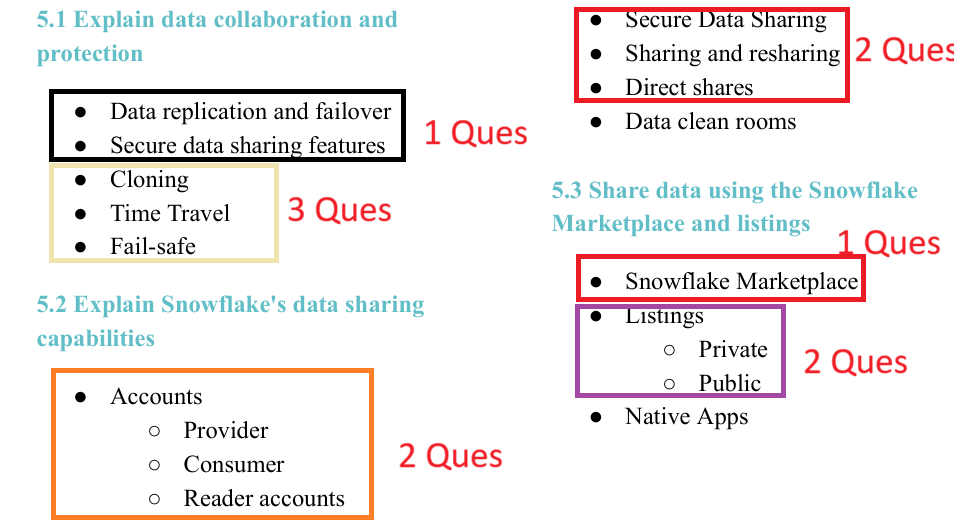 5.1 Explain data collaboration and
protection
● Data replication and failover
● Secure data sharing features
1 Ques
● Cloning
● Time Travel
● Fail-safe
3 Ques
5.2 Explain Snowflake's data sharing
capabilities
● Accounts
○ Provider
○ Consumer
○ Reader accounts
2 Ques
● Secure Data Sharing
● Sharing and resharing
● Direct shares
2 Ques
● Data clean rooms
5.3 Share data using the Snowflake
Marketplace and listings
1 Ques
● Snowflake Marketplace
● Listings
○ Private
○ Public
2 Ques
● Native Apps